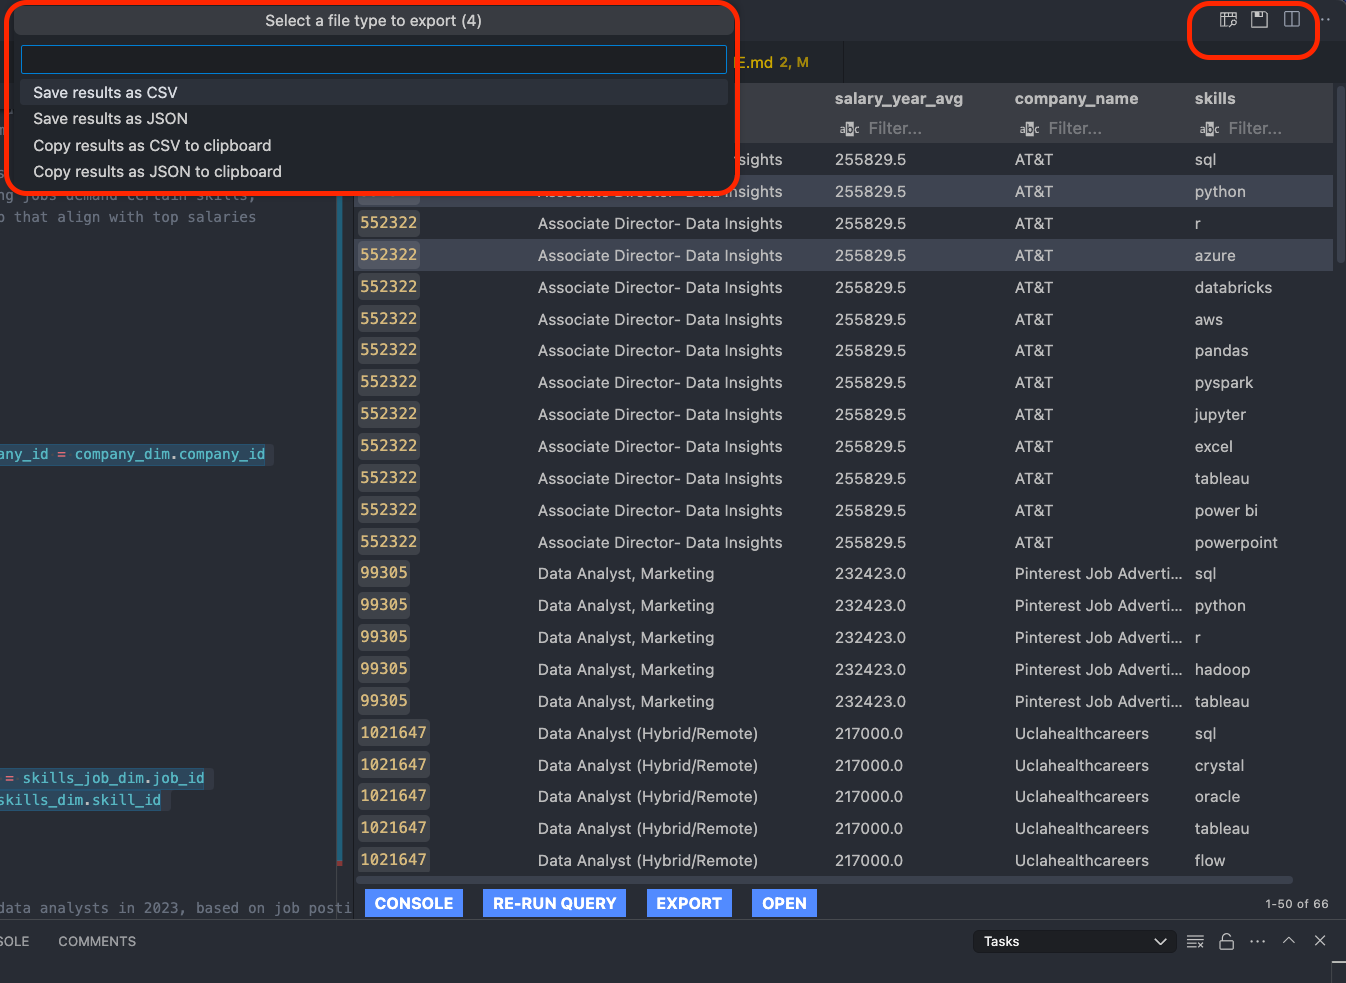 Select a file type to export (4)
Save results as CSV
Save results as JSON
Copy results as CSV to clipboard
Copy results as JSON to clipboard
E.md 2, M
salary_year_avg company_name skills
Filter... Filter... Filter...
sights 255829.5 AT&T sql
Associate Director- Data Insights 255829.5 AT&T python
552322 Associate Director- Data Insights 255829.5 AT&T r
552322 Associate Director- Data Insights 255829.5 AT&T azure
552322 Associate Director- Data Insights 255829.5 AT&T databricks
552322 Associate Director- Data Insights 255829.5 AT&T aws
552322 Associate Director- Data Insights 255829.5 AT&T pandas
552322 Associate Director- Data Insights 255829.5 AT&T pyspark
552322 Associate Director- Data Insights 255829.5 AT&T jupyter
552322 Associate Director- Data Insights 255829.5 AT&T excel
552322 Associate Director- Data Insights 255829.5 AT&T tableau
552322 Associate Director- Data Insights 255829.5 AT&T power bi
552322 Associate Director- Data Insights 255829.5 AT&T powerpoint
99305 Data Analyst, Marketing 232423.0 Pinterest Job Adverti... sql
99305 Data Analyst, Marketing 232423.0 Pinterest Job Adverti... python
99305 Data Analyst, Marketing 232423.0 Pinterest Job Adverti... r
99305 Data Analyst, Marketing 232423.0 Pinterest Job Adverti... hadoop
99305 Data Analyst, Marketing 232423.0 Pinterest Job Adverti... tableau
1021647 Data Analyst (Hybrid/Remote) 217000.0 Uclahealthcareers sql
1021647 Data Analyst (Hybrid/Remote) 217000.0 Uclahealthcareers crystal
1021647 Data Analyst (Hybrid/Remote) 217000.0 Uclahealthcareers oracle
1021647 Data Analyst (Hybrid/Remote) 217000.0 Uclahealthcareers tableau
1021647 Data Analyst (Hybrid/Remote) 217000.0 Uclahealthcareers flow
ng jobs demand certain skills,
that align with top salaries
any_id = company_dim.company_id
= skills_job_dim.job_id
skills_dim.skill_id
data analysts in 2023, based on job posti
CONSOLE RE-RUN QUERY EXPORT OPEN 1-50 of 66
SOLE COMMENTS Tasks